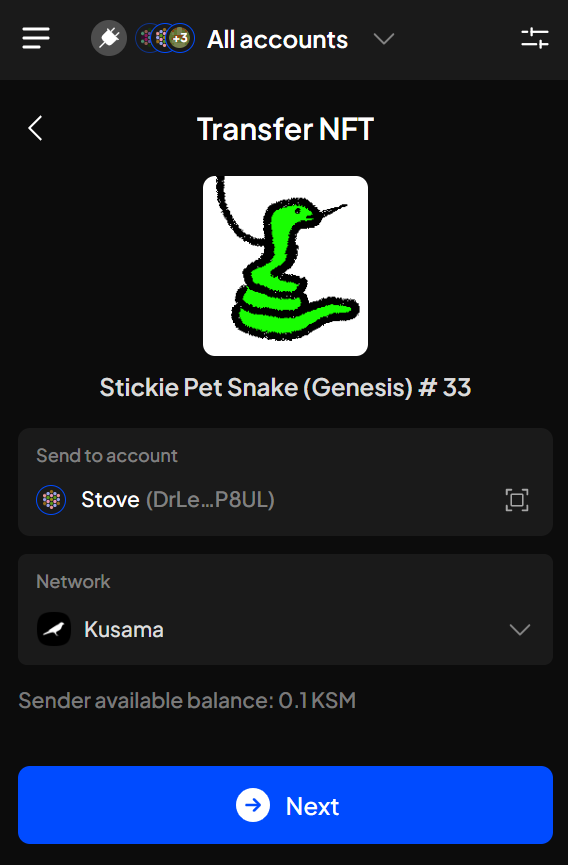 +3 All accounts
Transfer NFT
Stickie Pet Snake (Genesis) # 33
Send to account
Stove (DrLe...P8UL)
Network
Kusama
Sender available balance: 0.1 KSM
Next